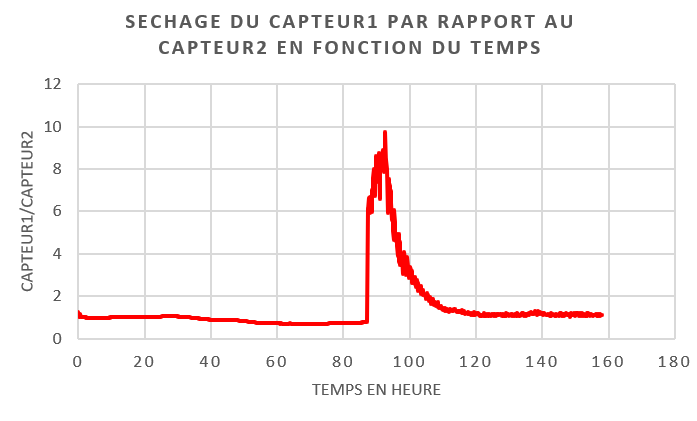 SECHAGE DU CAPTEUR1 PAR RAPPORT AU
CAPTEUR2 EN FONCTION DU TEMPS
12
10
8
6
4
2
0
CAPTEUR1/CAPTEUR2
0 20 40 60 80 100 120 140 160 180
TEMPS EN HEURE